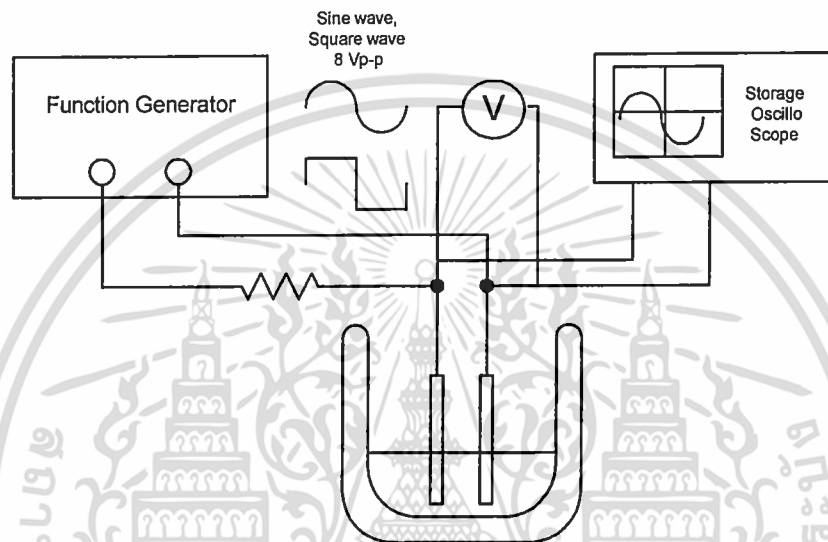 Sine wave,
Square wave
8 Vp-p
Function Generator
V
Storage
Oscillo
Scope